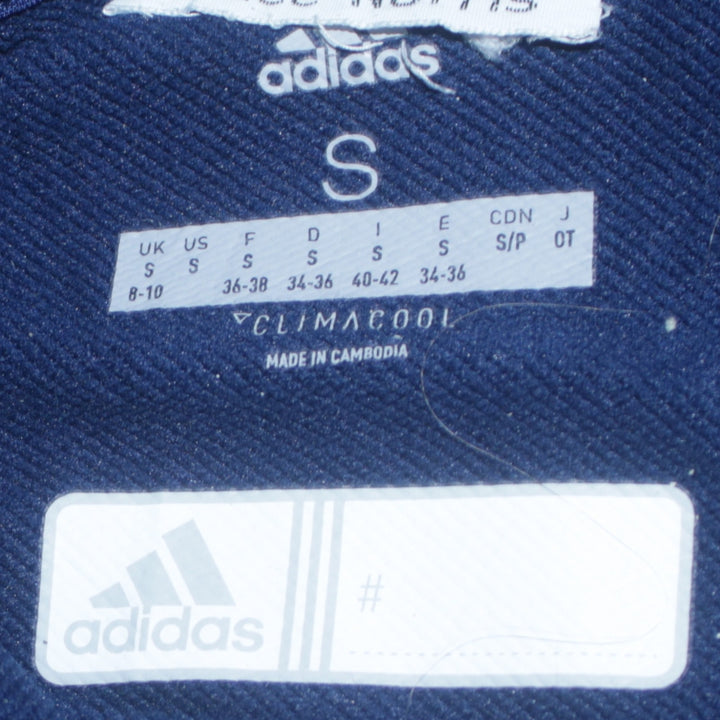 adidas
S
UK US F D I E CDN J
S S S S S S S/P OT
8-10 36-38 34-36 40-42 34-36
CLIMACOOL
MADE IN CAMBODIA
adidas #